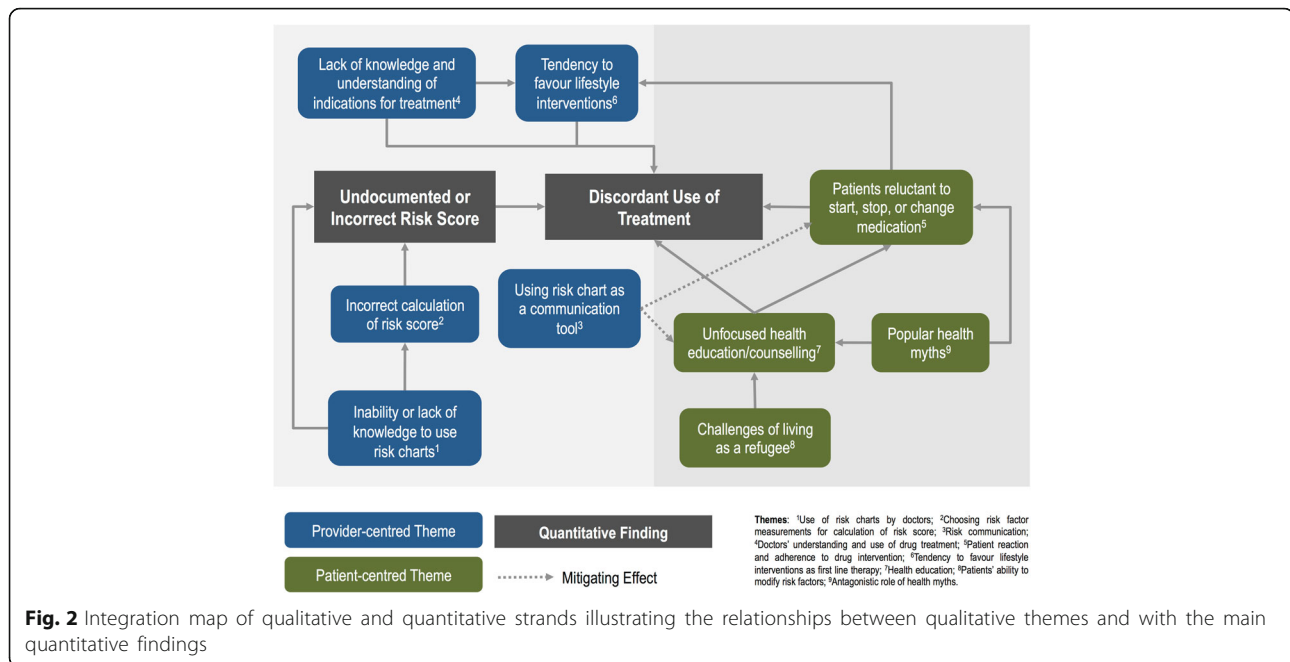 Lack of knowledge and
understanding of
indications for treatment⁴
Tendency to
favour lifestyle
interventions⁶
Undocumented or
Incorrect Risk Score
Discordant Use of
Treatment
Patients reluctant to
start, stop, or change
medication⁵
Incorrect calculation
of risk score²
Using risk chart as
a communication
tool³
Unfocused health
education/counselling⁷
Popular health
myths⁹
Inability or lack of
knowledge to use
risk charts¹
Challenges of living
as a refugee⁸
Provider-centred Theme
Quantitative Finding
Patient-centred Theme
Mitigating Effect
Themes: ¹Use of risk charts by doctors; ²Choosing risk factor
measurements for calculation of risk score; ³Risk communication;
⁴Doctors' understanding and use of drug treatment; ⁵Patient reaction
and adherence to drug intervention; ⁶Tendency to favour lifestyle
interventions as first line therapy; ⁷Health education; ⁸Patients' ability to
modify risk factors; ⁹Antagonistic role of health myths.
Fig. 2 Integration map of qualitative and quantitative strands illustrating the relationships between qualitative themes and with the main
quantitative findings